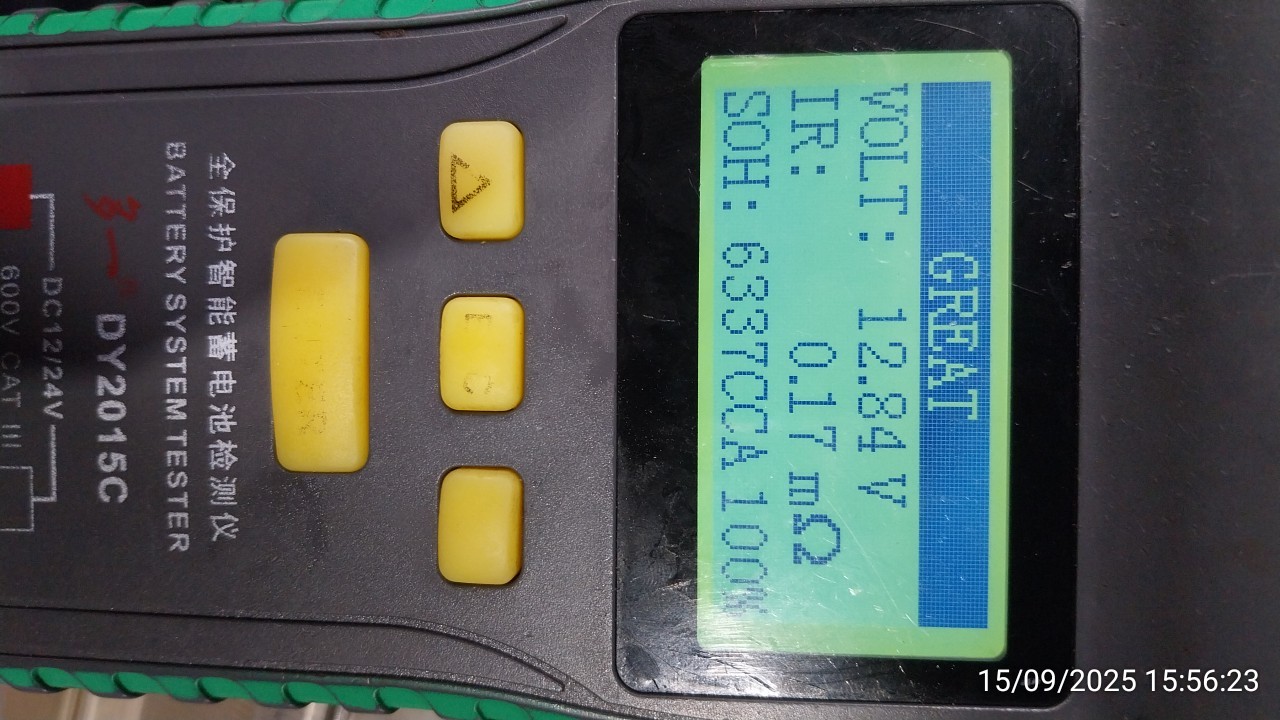 GREAT
VOLT: 12.84 V
IR: 0.17 mΩ
SOH: 6337CCA 100%
全保护智能蓄电池检测仪
BATTERY SYSTEM TESTER
DY2015C
DC12/24V
600V CAT III
15/09/2025 15:56:23